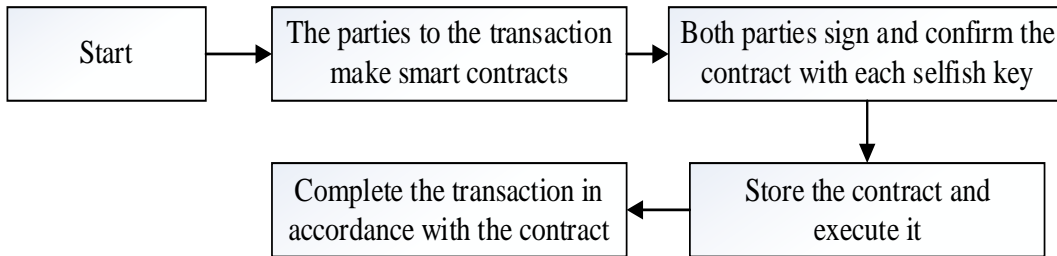 Start
The parties to the transaction
make smart contracts
Both parties sign and confirm the
contract with each selfish key
Store the contract and
execute it
Complete the transaction in
accordance with the contract